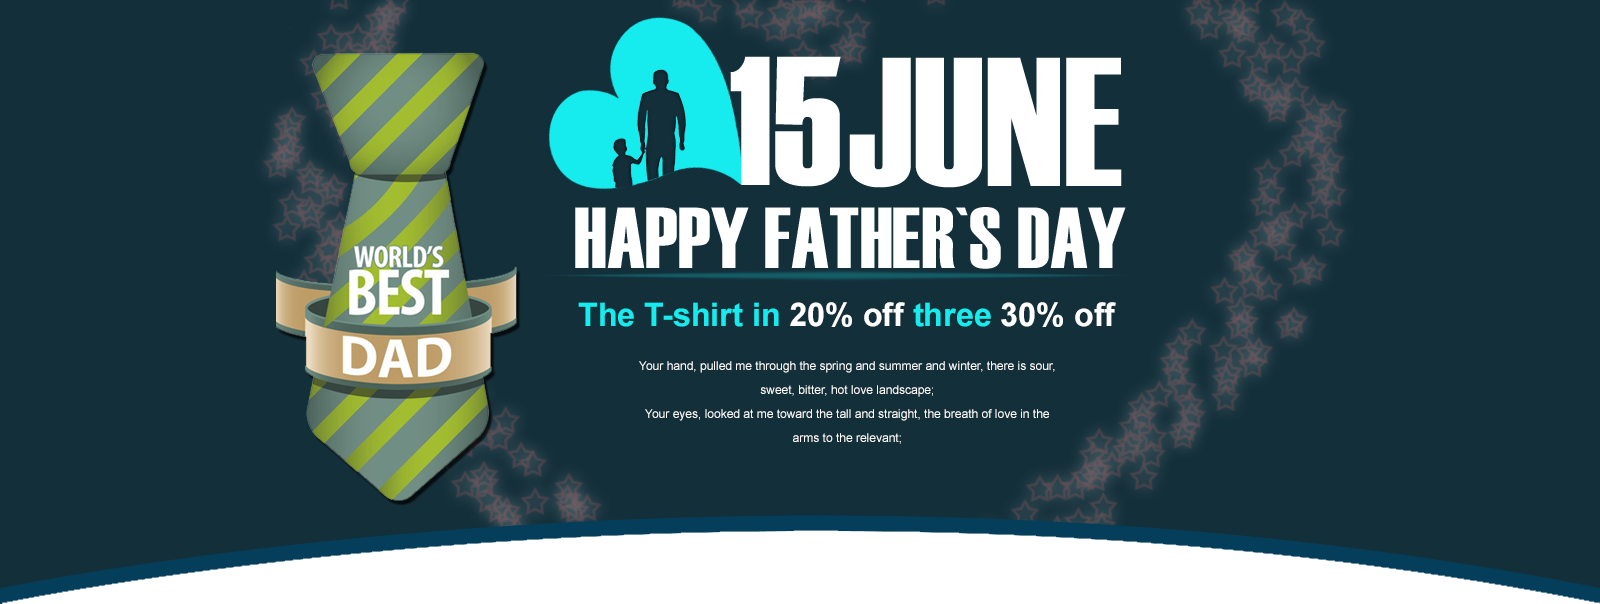 WORLD'S
BEST
DAD
15 JUNE
HAPPY FATHER`S DAY
The T-shirt in 20% off three 30% off
Your hand, pulled me through the spring and summer and winter, there is sour,
sweet, bitter, hot love landscape;
Your eyes, looked at me toward the tall and straight, the breath of love in the
arms to the relevant;